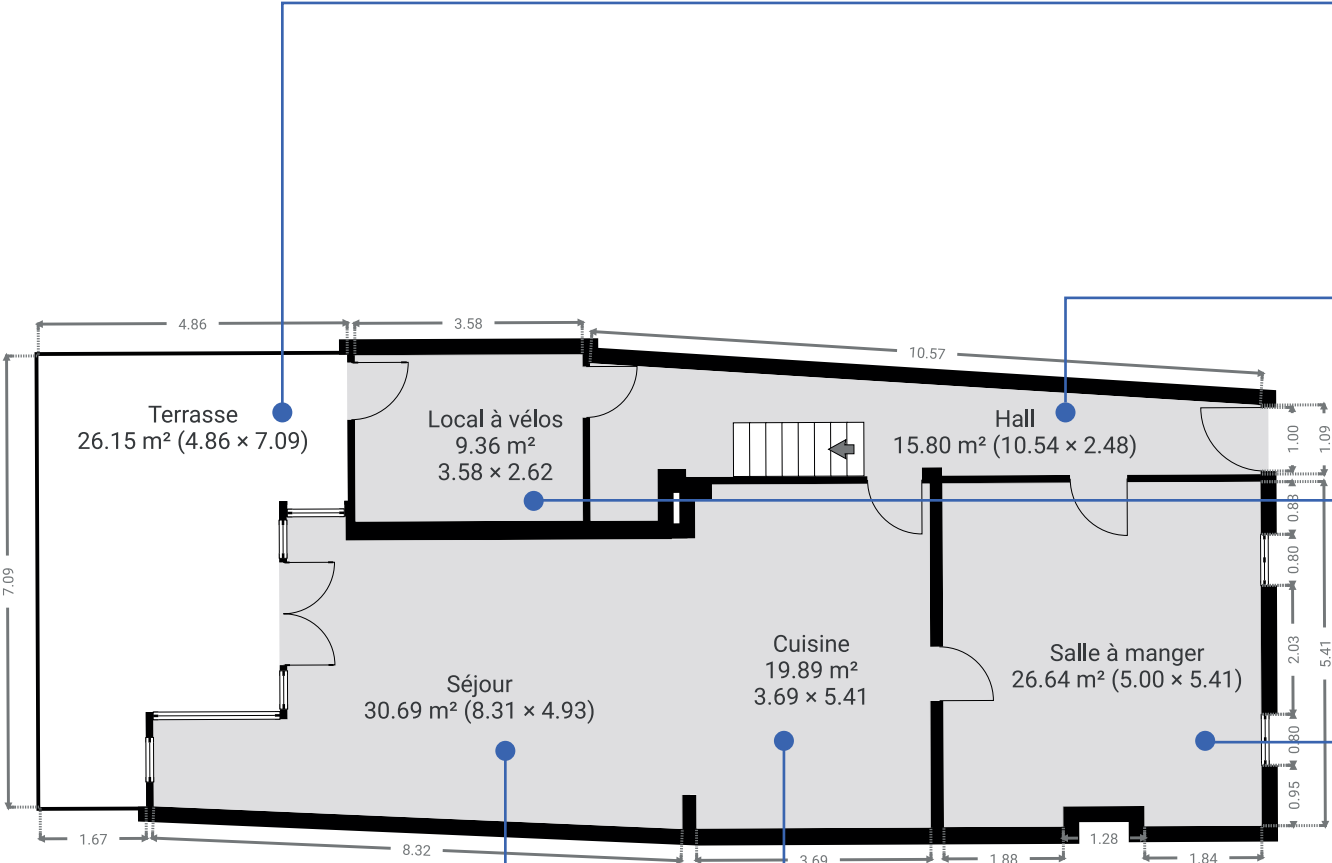 4.86
3.58
10.57
Terrasse
26.15 m² (4.86 × 7.09)
Local à vélos
9.36 m²
3.58 × 2.62
Hall
15.80 m² (10.54 × 2.48)
1.00
1.09
0.88
0.80
7.09
2.03
5.41
Cuisine
19.89 m²
3.69 × 5.41
Salle à manger
26.64 m² (5.00 × 5.41)
Séjour
30.69 m² (8.31 × 4.93)
0.80
0.95
1.67
8.32
3.69
1.88
1.28
1.84